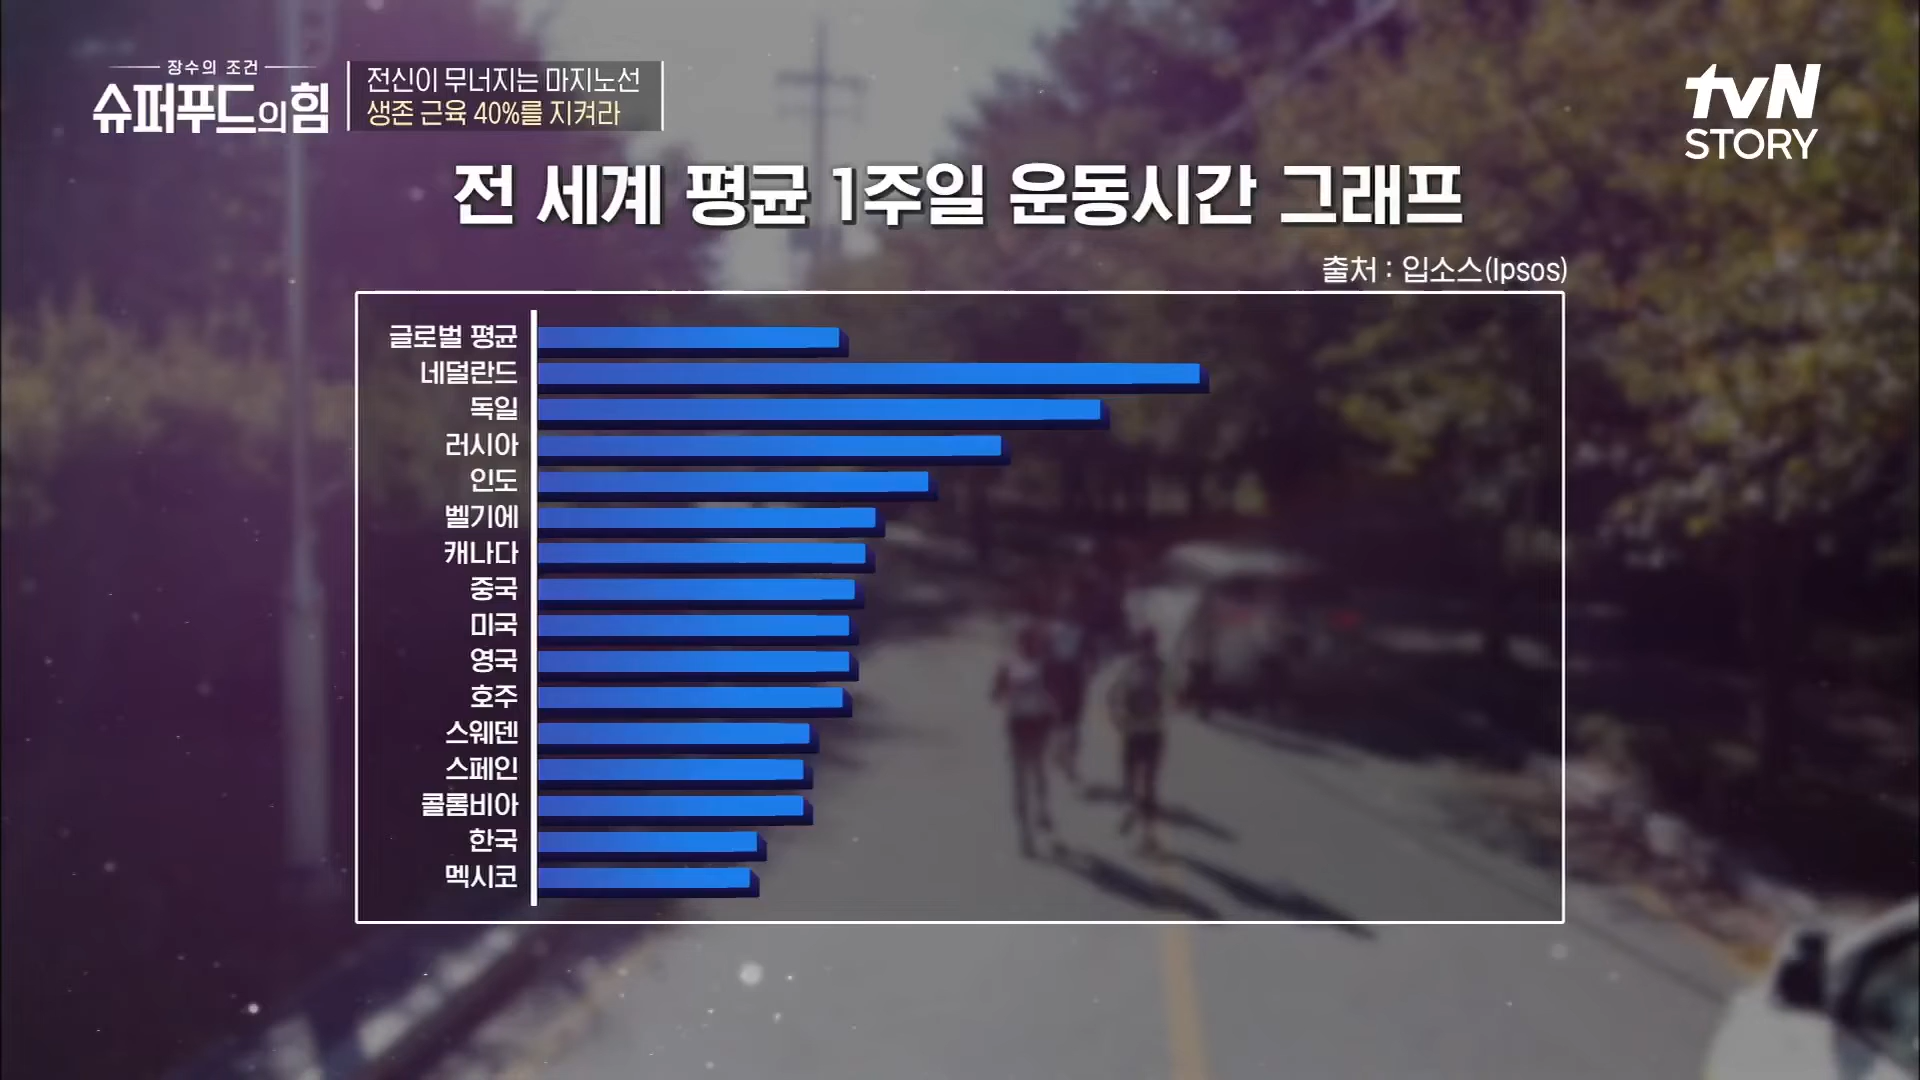 장수의 조건
슈퍼푸드의 힘
전신이 무너지는 마지노선
생존 근육 40%를 지켜라
tvN
STORY
전 세계 평균 1주일 운동시간 그래프
출처 : 입소스(Ipsos)
글로벌 평균
네덜란드
독일
러시아
인도
벨기에
캐나다
중국
미국
영국
호주
스웨덴
스페인
콜롬비아
한국
멕시코